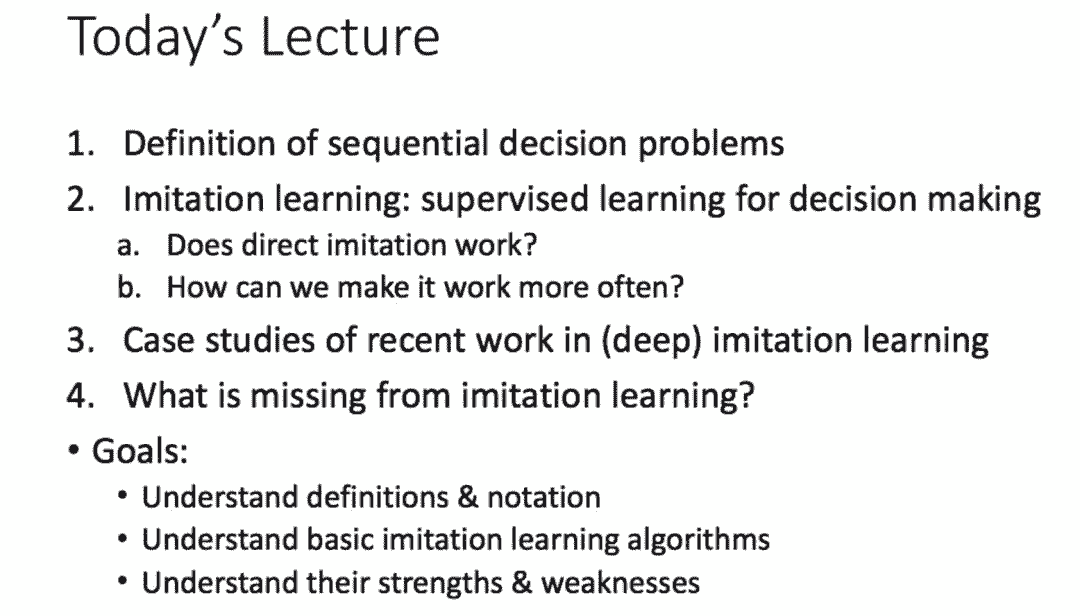 Today’s Lecture
1. Definition of sequential decision problems
2. Imitation learning: supervised learning for decision making
a. Does direct imitation work?
b. How can we make it work more often?
3. Case studies of recent work in (deep) imitation learning
4. What is missing from imitation learning?
• Goals:
• Understand definitions & notation
• Understand basic imitation learning algorithms
• Understand their strengths & weaknesses